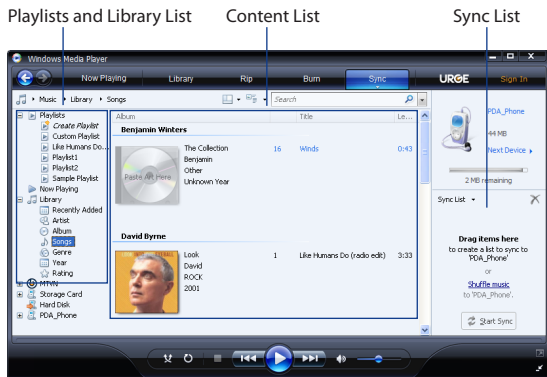 Playlists and Library List Content List Sync List
Windows Media Player
Now Playing Library Rip Burn Sync URGE Sign In
Music Library Songs Search
Playlists
Create Playlist
Custom Playlist
Like Humans Do...
Playlist1
Playlist2
Sample Playlist
Now Playing
Library
Recently Added
Artist
Album
Songs
Genre
Year
Rating
MTVN
Storage Card
Hard Disk
PDA_Phone
Album Title Le...
Benjamin Winters
Paste Art Here
The Collection 16 Winds 0:43
Benjamin
Other
Unknown Year
David Byrne
Look 1 Like Humans Do (radio edit) 3:33
David
ROCK
2001
PDA_Phone
44 MB
Next Device
2 MB remaining
Sync List
Drag items here
to create a list to sync to
'PDA_Phone'
or
Shuffle music
to 'PDA_Phone'.
Start Sync